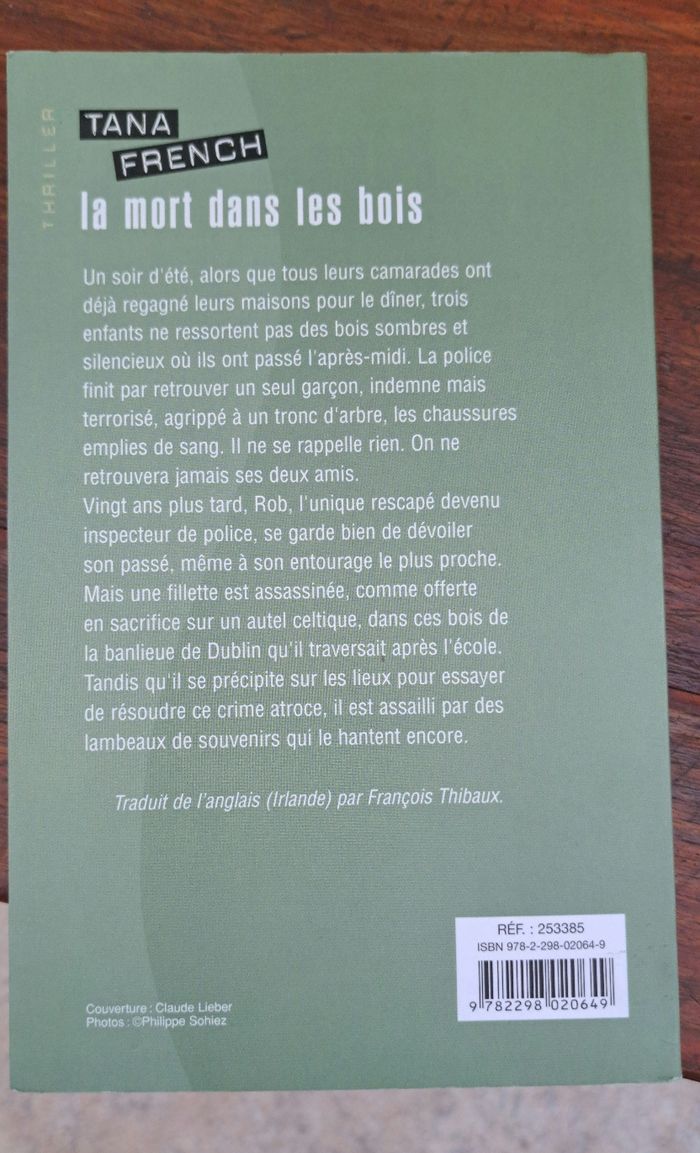 THRILLER
TANA
FRENCH
la mort dans les bois
Un soir d'été, alors que tous leurs camarades ont
déjà regagné leurs maisons pour le dîner, trois
enfants ne ressortent pas des bois sombres et
silencieux où ils ont passé l'après-midi. La police
finit par retrouver un seul garçon, indemne mais
terrorisé, agrippé à un tronc d'arbre, les chaussures
emplies de sang. Il ne se rappelle rien. On ne
retrouvera jamais ses deux amis.
Vingt ans plus tard, Rob, l'unique rescapé devenu
inspecteur de police, se garde bien de dévoiler
son passé, même à son entourage le plus proche.
Mais une fillette est assassinée, comme offerte
en sacrifice sur un autel celtique, dans ces bois de
la banlieue de Dublin qu'il traversait après l'école.
Tandis qu'il se précipite sur les lieux pour essayer
de résoudre ce crime atroce, il est assailli par des
lambeaux de souvenirs qui le hantent encore.
Traduit de l'anglais (Irlande) par François Thibaux.
RÉF. : 253385
ISBN 978-2-298-02064-9
9 782298 020649
Couverture : Claude Lieber
Photos : ©Philippe Sohiez